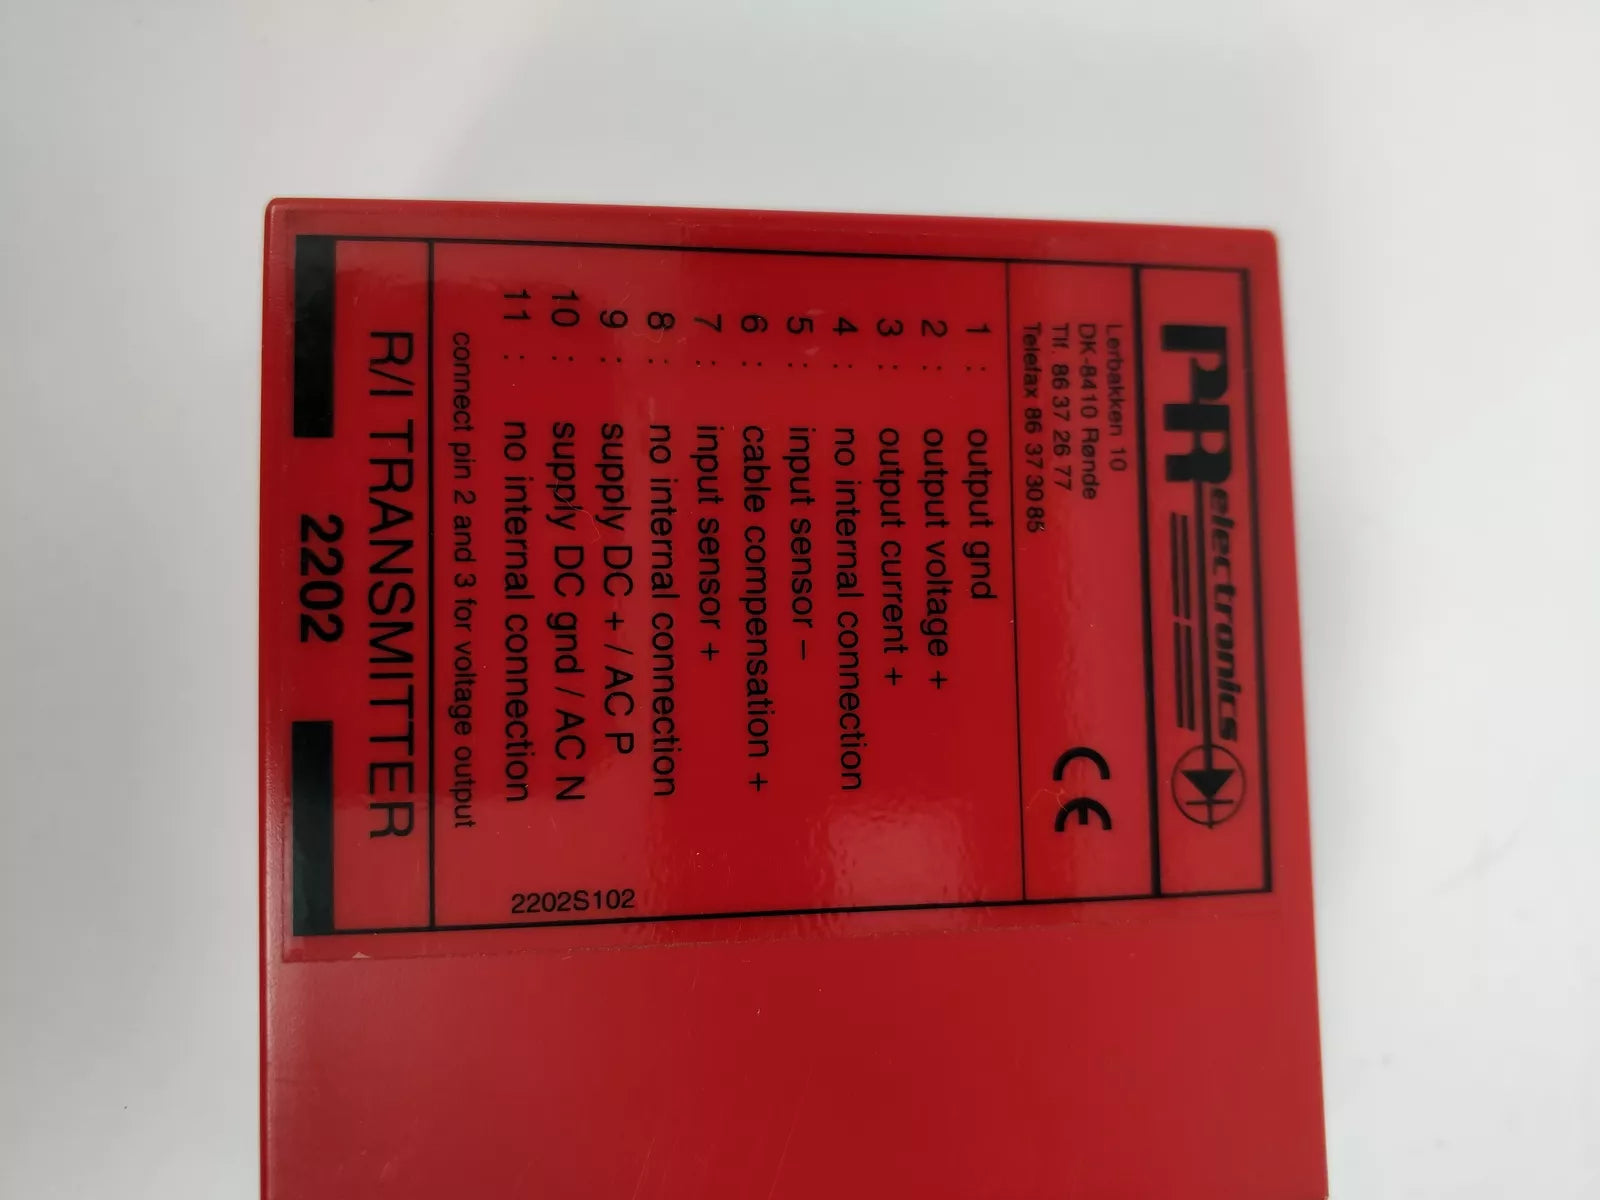 PR electronics
Lerbakken 10
DK-8410 Rønde
Tlf. 86 37 26 77
Telefax 86 37 30 85
CE
1 : output gnd
2 : output voltage +
3 : output current +
4 : no internal connection
5 : input sensor –
6 : cable compensation +
7 : input sensor +
8 : no internal connection
9 : supply DC + / AC P
10 : supply DC gnd / AC N
11 : no internal connection
2202S102
connect pin 2 and 3 for voltage output
R/I TRANSMITTER
2202